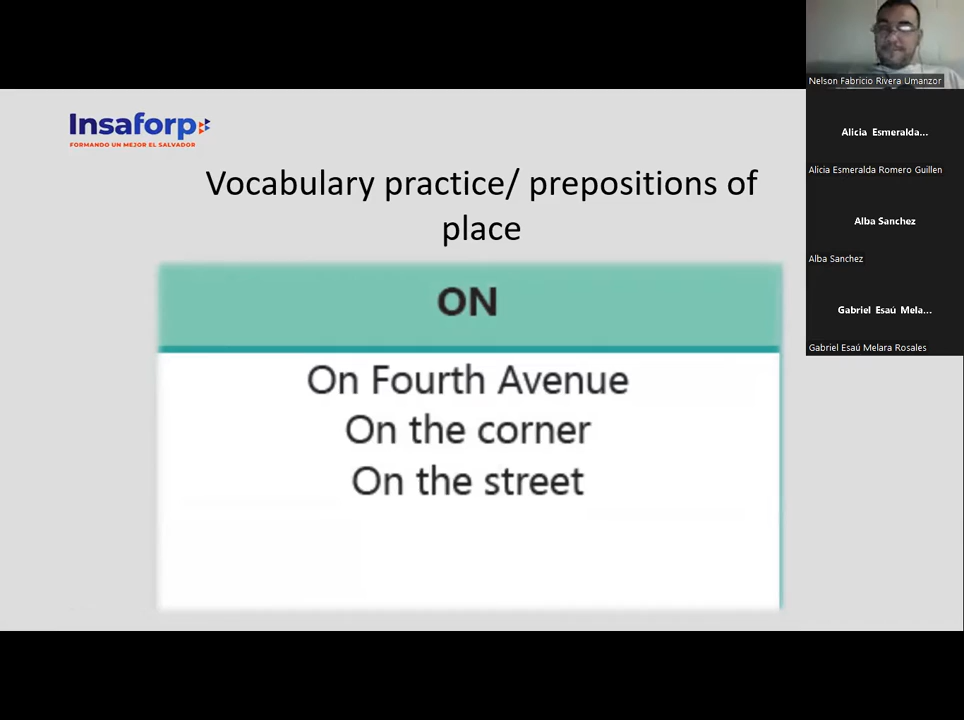 Insaforp
FORMANDO UN MEJOR EL SALVADOR
Vocabulary practice/ prepositions of
place
ON
On Fourth Avenue
On the corner
On the street
Nelson Fabricio Rivera Umanzor
Alicia Esmeralda...
Alicia Esmeralda Romero Guillen
Alba Sanchez
Alba Sanchez
Gabriel Esaú Mela...
Gabriel Esaú Melara Rosales